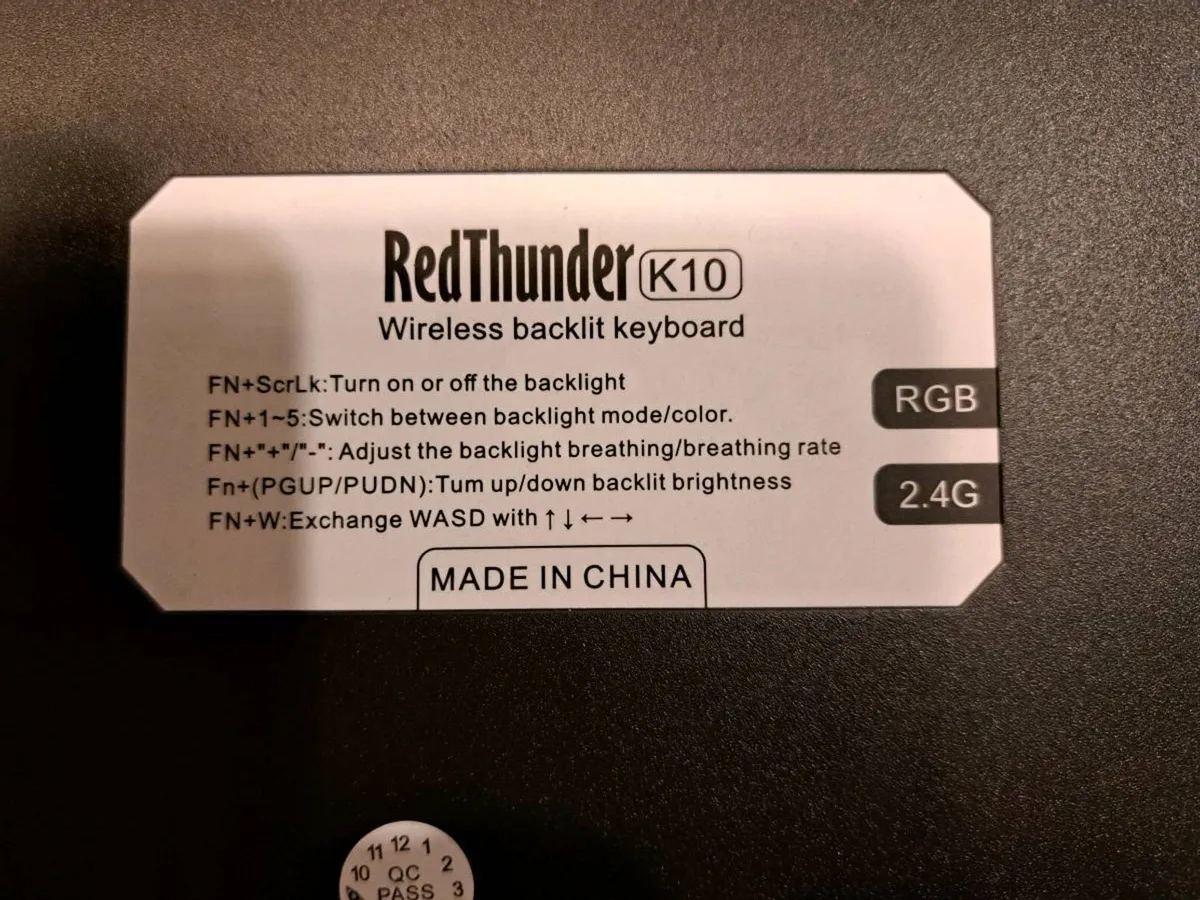 RedThunder K10
Wireless backlit keyboard
FN+ScrLk:Turn on or off the backlight
FN+1~5:Switch between backlight mode/color.
FN+"+"/"-": Adjust the backlight breathing/breathing rate
Fn+(PGUP/PUDN):Tum up/down backlit brightness
FN+W:Exchange WASD with ↑↓←→
RGB
2.4G
MADE IN CHINA
11 12 1
10 QC 2
PASS 3